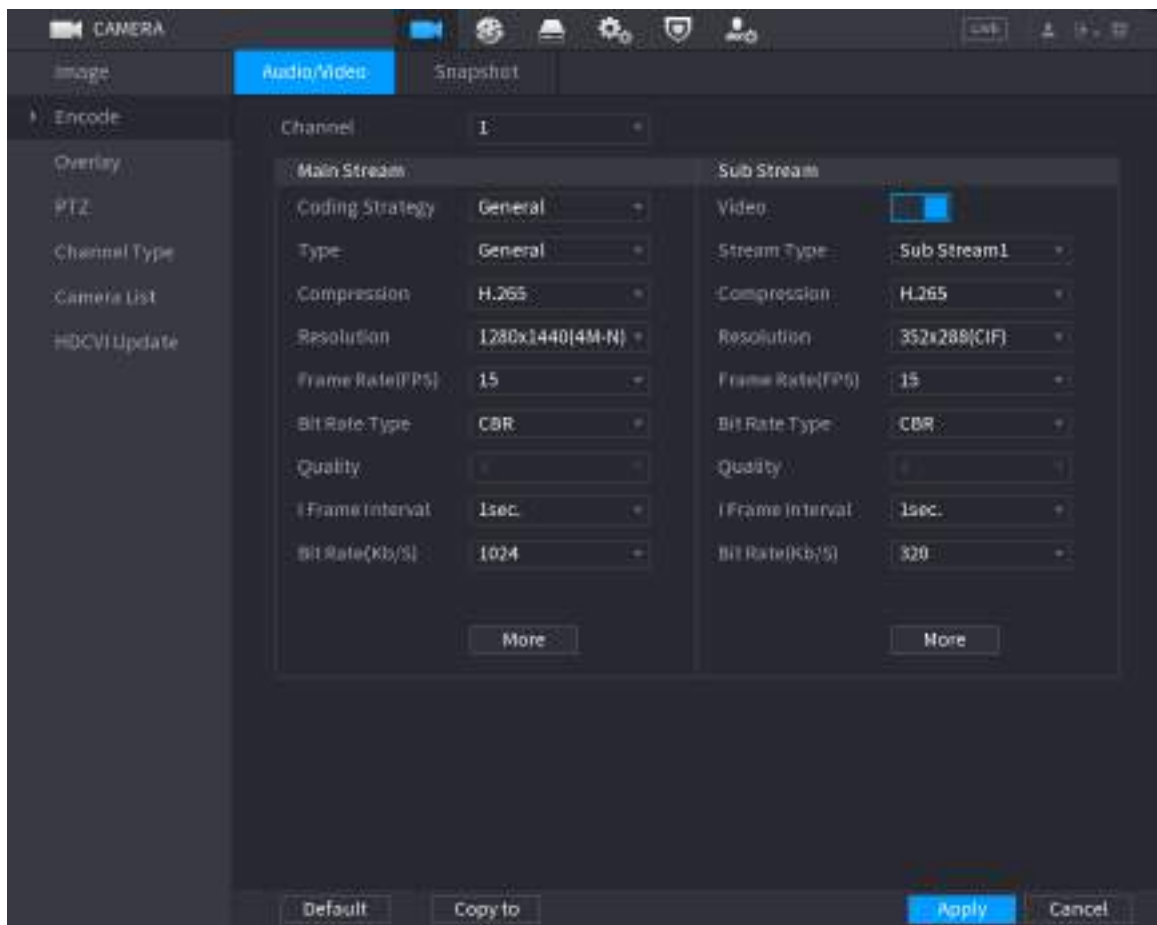 CAMERA
LIVE
Image
Audio/Video Snapshot
Encode
Channel 1
Overlay
Main Stream Sub Stream
PTZ
Coding Strategy General Video
Channel Type
Type General Stream Type Sub Stream1
Camera List
Compression H.265 Compression H.265
HDCVI Update
Resolution 1280x1440(4M-N) Resolution 352x288(CIF)
Frame Rate(FPS) 15 Frame Rate(FPS) 15
Bit Rate Type CBR Bit Rate Type CBR
Quality Quality
I Frame Interval 1sec. I Frame Interval 1sec.
Bit Rate(Kb/S) 1024 Bit Rate(Kb/S) 320
More More
Default Copy to Apply Cancel